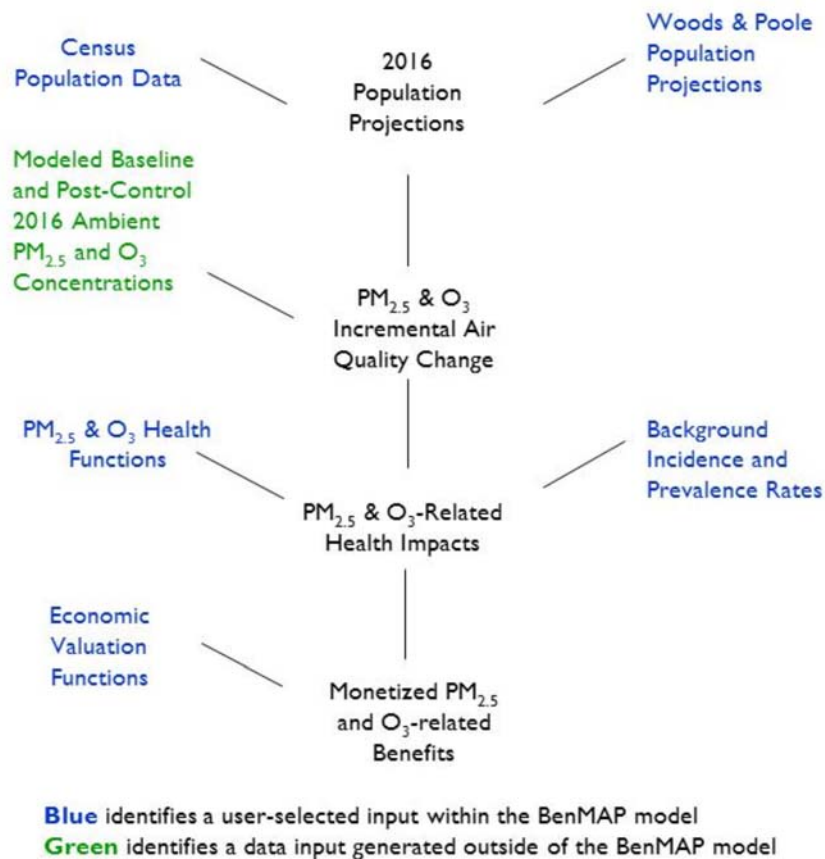 Census
Population Data
2016
Population
Projections
Woods & Poole
Population
Projections
Modeled Baseline
and Post-Control
2016 Ambient
PM₂.₅ and O₃
Concentrations
PM₂.₅ & O₃
Incremental Air
Quality Change
PM₂.₅ & O₃ Health
Functions
Background
Incidence and
Prevalence Rates
PM₂.₅ & O₃-Related
Health Impacts
Economic
Valuation
Functions
Monetized PM₂.₅
and O₃-related
Benefits
Blue identifies a user-selected input within the BenMAP model
Green identifies a data input generated outside of the BenMAP model